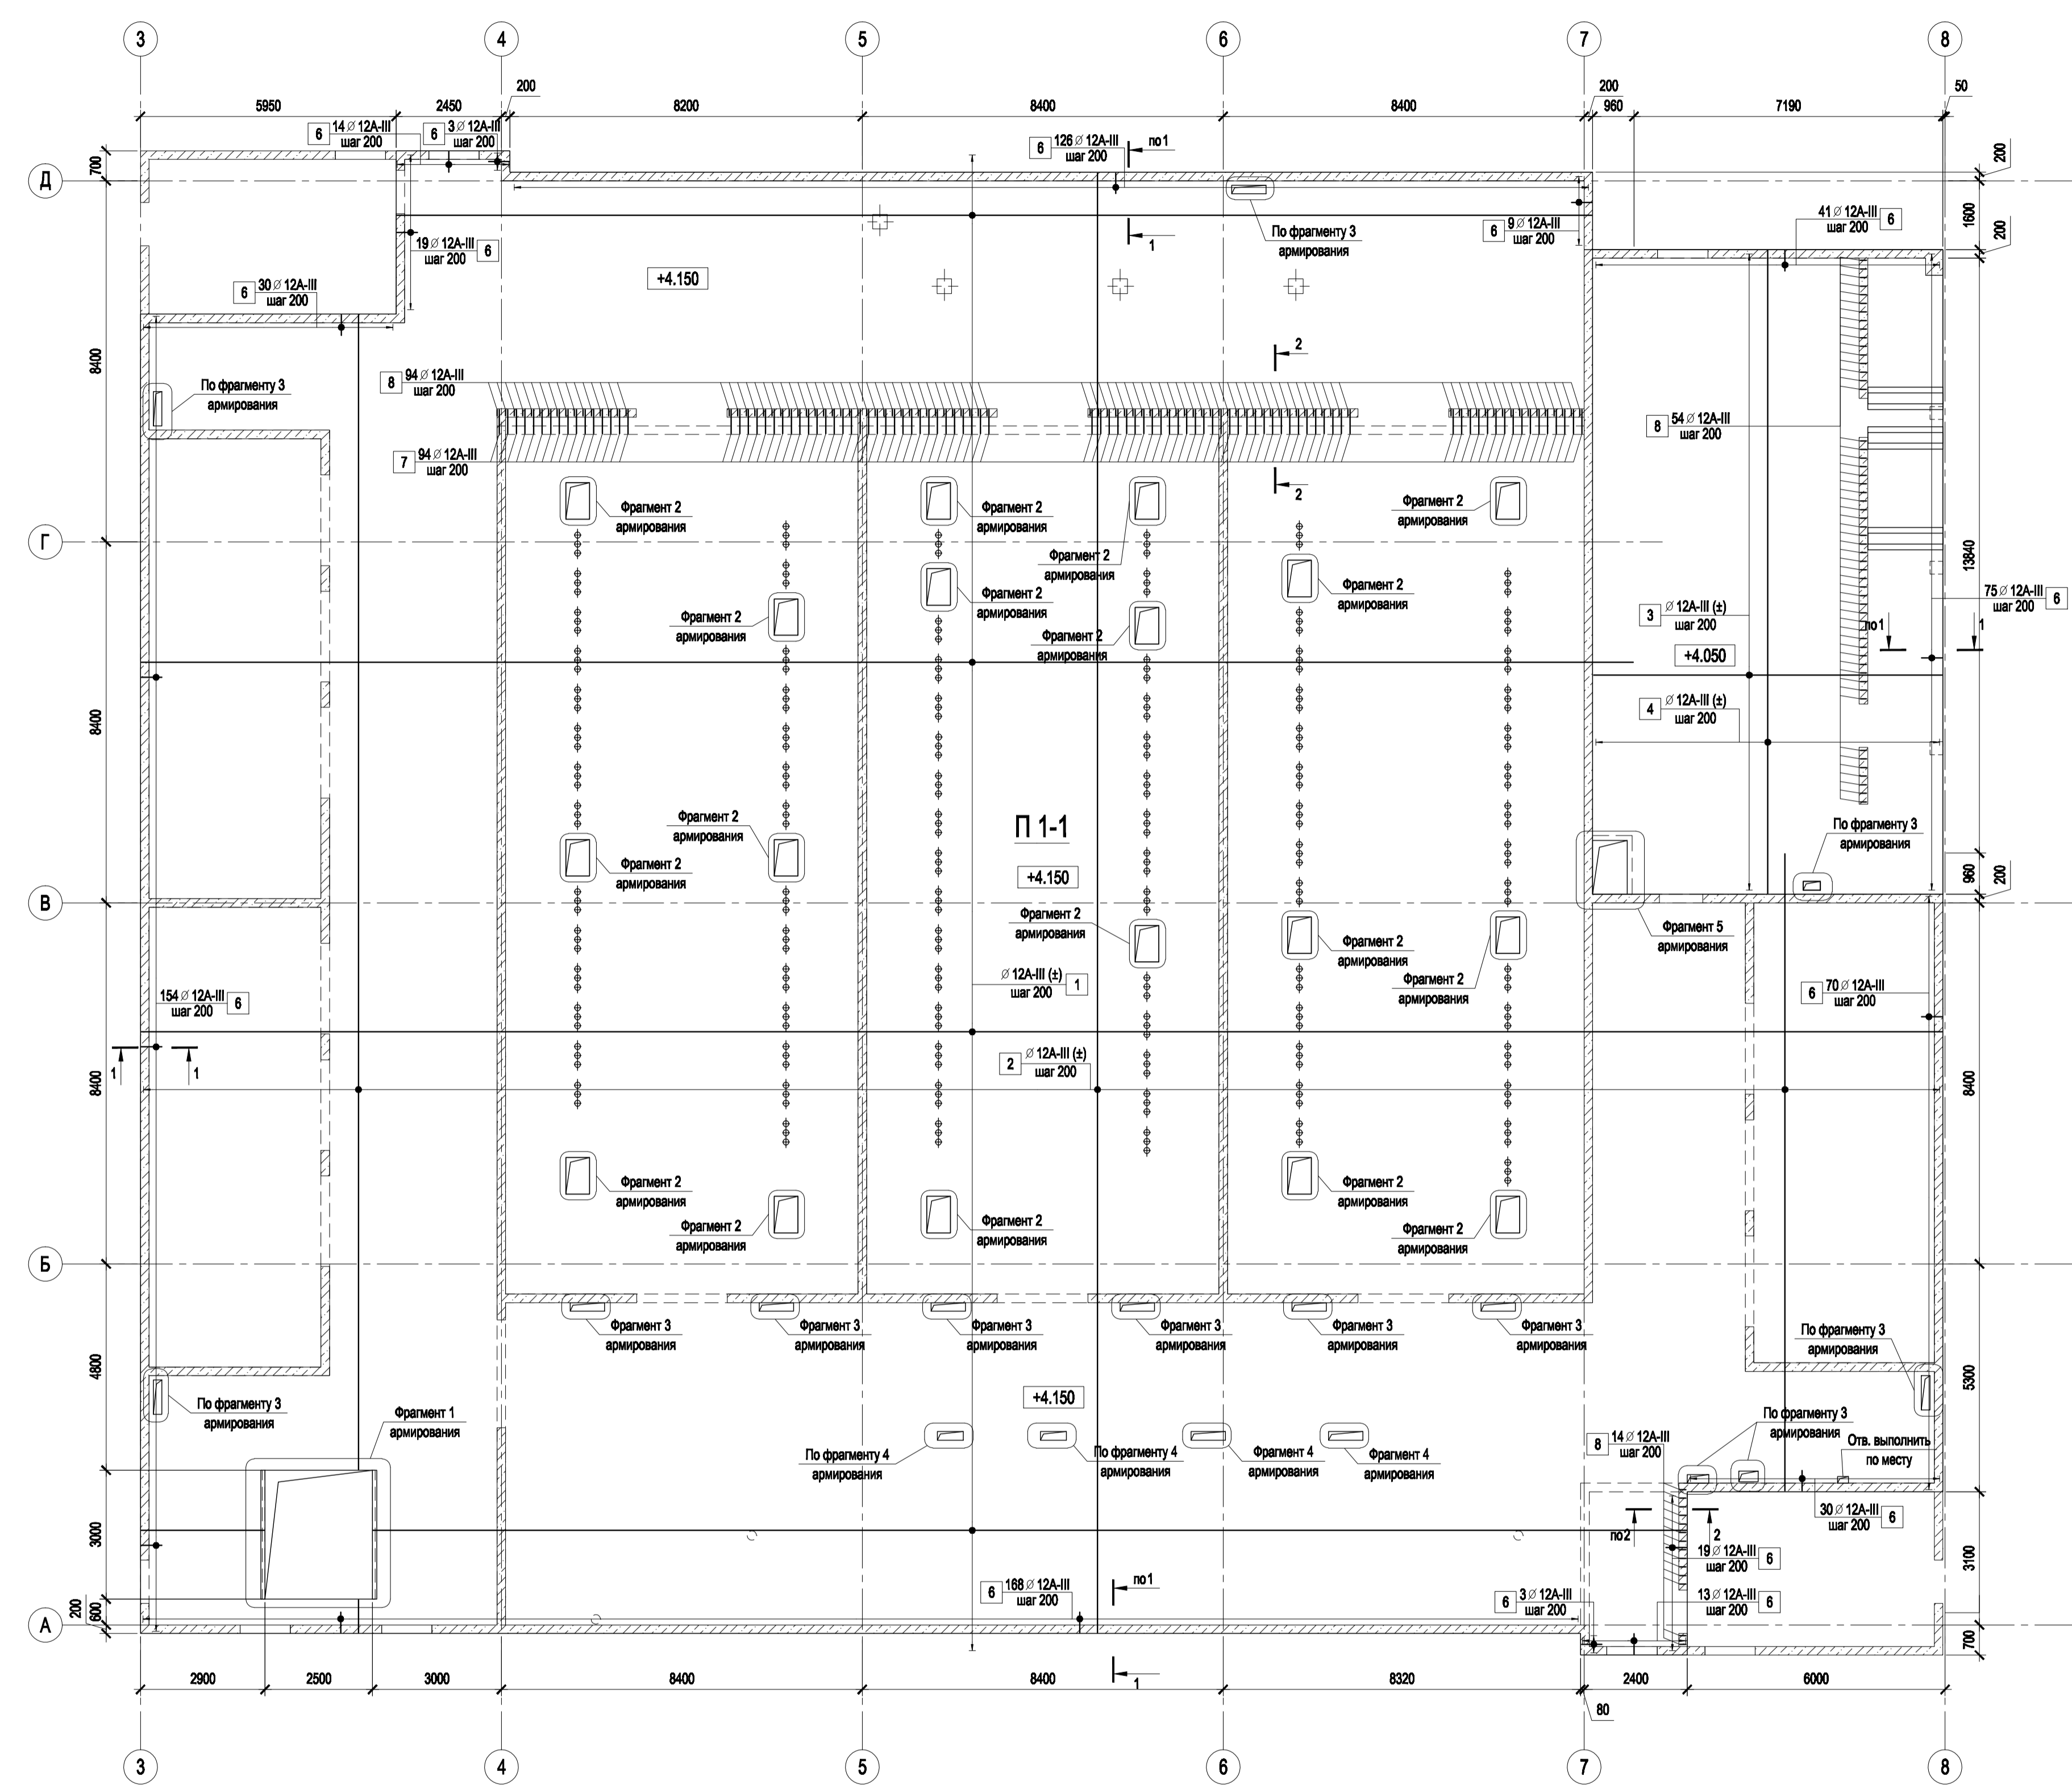 3
4
5
6
7
8
5950
2450
200
8200
8400
8400
200
960
7190
50
6
14 ∅ 12А-III
шаг 200
6
3 ∅ 12А-III
шаг 200
6
126 ∅ 12А-III
шаг 200
по 1
700
200
Д
По фрагменту 3
армирования
1
6
9 ∅ 12А-III
шаг 200
41 ∅ 12А-III
шаг 200
6
1600
200
19 ∅ 12А-III
шаг 200
6
+4.150
6
30 ∅ 12А-III
шаг 200
2
8400
По фрагменту 3
армирования
8
94 ∅ 12А-III
шаг 200
8
54 ∅ 12А-III
шаг 200
7
94 ∅ 12А-III
шаг 200
2
Фрагмент 2
армирования
Фрагмент 2
армирования
Фрагмент 2
армирования
Фрагмент 2
армирования
Г
13840
Фрагмент 2
армирования
Фрагмент 2
армирования
Фрагмент 2
армирования
Фрагмент 2
армирования
75 ∅ 12А-III
шаг 200
6
3
∅ 12А-III (±)
шаг 200
Фрагмент 2
армирования
по 1
1
+4.050
8400
4
∅ 12А-III (±)
шаг 200
П 1-1
Фрагмент 2
армирования
Фрагмент 2
армирования
По фрагменту 3
армирования
+4.150
960
200
В
Фрагмент 2
армирования
Фрагмент 2
армирования
Фрагмент 2
армирования
Фрагмент 5
армирования
∅ 12А-III (±)
шаг 200
1
154 ∅ 12А-III
шаг 200
6
6
70 ∅ 12А-III
шаг 200
2
∅ 12А-III (±)
шаг 200
1
1
8400
8400
Фрагмент 2
армирования
Фрагмент 2
армирования
Фрагмент 2
армирования
Фрагмент 2
армирования
Фрагмент 2
армирования
Б
Фрагмент 3
армирования
Фрагмент 3
армирования
Фрагмент 3
армирования
Фрагмент 3
армирования
Фрагмент 3
армирования
Фрагмент 3
армирования
По фрагменту 3
армирования
4800
5300
По фрагменту 3
армирования
Фрагмент 1
армирования
+4.150
По фрагменту 3
армирования
8
14 ∅ 12А-III
шаг 200
Отв. выполнить
по месту
По фрагменту 4
армирования
По фрагменту 4
армирования
Фрагмент 4
армирования
Фрагмент 4
армирования
30 ∅ 12А-III
шаг 200
6
3000
по 2
2
19 ∅ 12А-III
шаг 200
6
3100
6
168 ∅ 12А-III
шаг 200
по 1
6
3 ∅ 12А-III
шаг 200
13 ∅ 12А-III
шаг 200
6
200
600
А
700
2900
2500
3000
8400
8400
1
8320
80
2400
6000
3
4
5
6
7
8